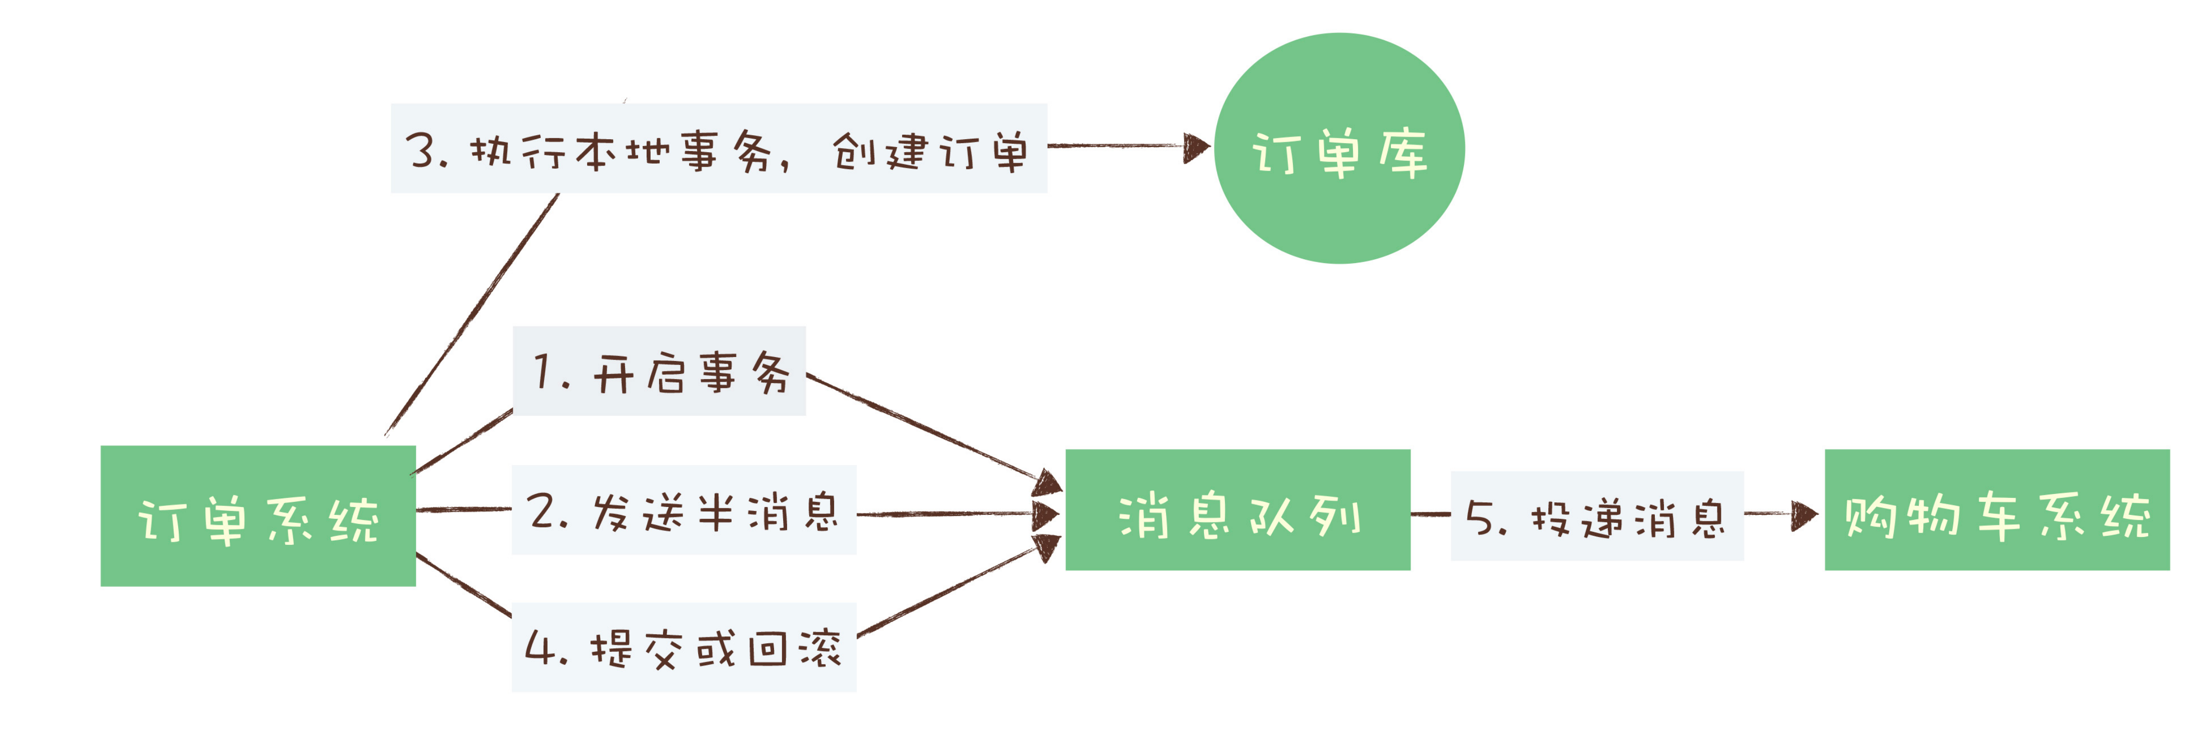 3. 执行本地事务，创建订单
订单库
1. 开启事务
订单系统
2. 发送半消息
消息队列
5. 投递消息
购物车系统
4. 提交或回滚